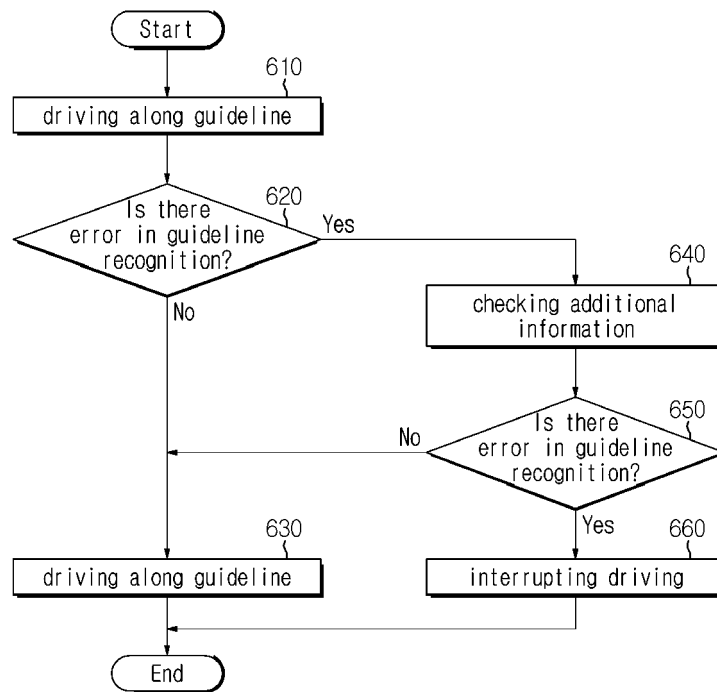 Start
610
driving along guideline
620
Is there
error in guideline
recognition?
Yes
No
640
checking additional
information
650
Is there
error in guideline
recognition?
No
Yes
630
driving along guideline
660
interrupting driving
End